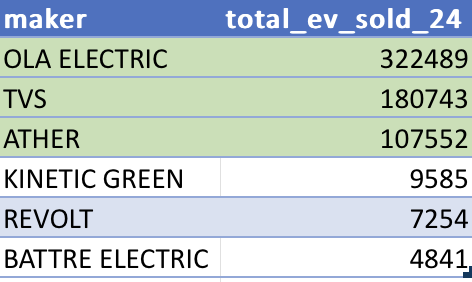 maker total_ev_sold_24
OLA ELECTRIC 322489
TVS 180743
ATHER 107552
KINETIC GREEN 9585
REVOLT 7254
BATTRE ELECTRIC 4841